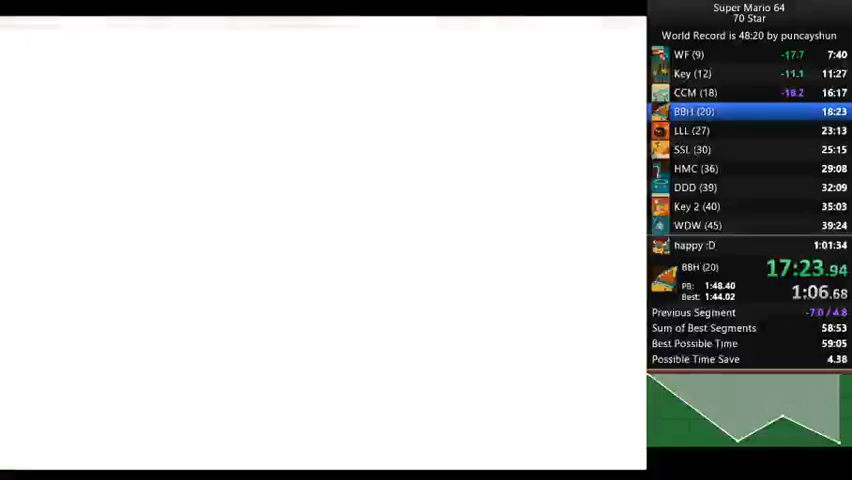 Super Mario 64
70 Star
World Record is 48:20 by puncayshun
WF (9) -17.7 7:40
Key (12) -11.1 11:27
CCM (18) -18.2 16:17
BBH (20) 18:23
LLL (27) 23:13
SSL (30) 25:15
HMC (36) 29:08
DDD (39) 32:09
Key 2 (40) 35:03
WDW (45) 39:24
happy :D 1:01:34
BBH (20) 17:23.94
PB: 1:48.40 1:06.68
Best: 1:44.02
Previous Segment -7.0 / 4.8
Sum of Best Segments 58:53
Best Possible Time 59:05
Possible Time Save 4.38